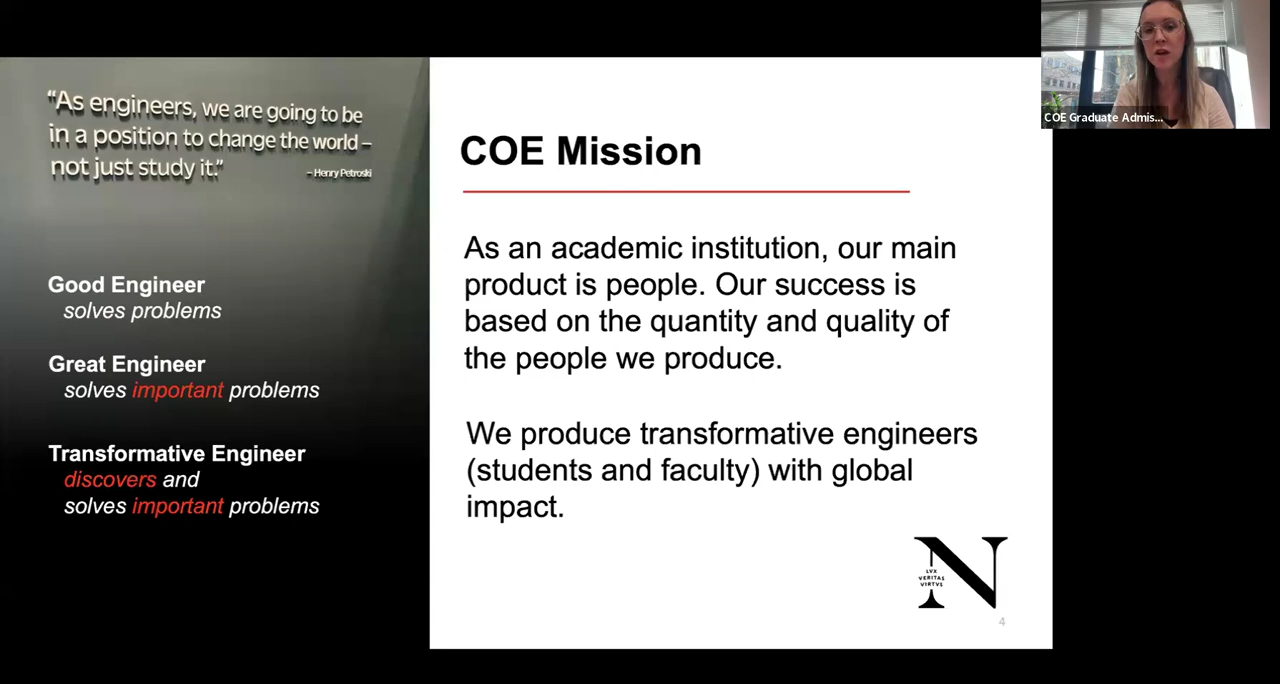 COE Graduate Admis...
“As engineers, we are going to be
in a position to change the world –
not just study it.”
– Henry Petroski
Good Engineer
solves problems
Great Engineer
solves important problems
Transformative Engineer
discovers and
solves important problems
COE Mission
As an academic institution, our main
product is people. Our success is
based on the quantity and quality of
the people we produce.
We produce transformative engineers
(students and faculty) with global
impact.
N
LVX
VERITAS
VIRTVS
4